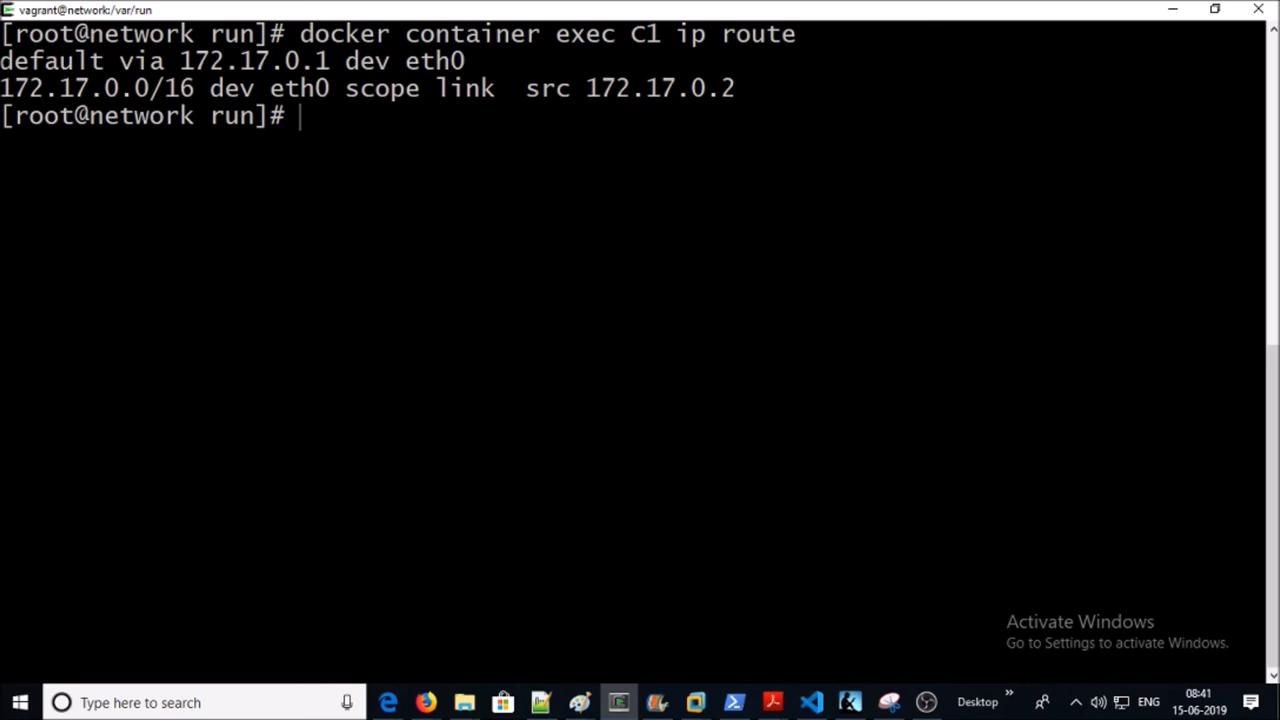 vagrant@network:/var/run
[root@network run]# docker container exec C1 ip route
default via 172.17.0.1 dev eth0
172.17.0.0/16 dev eth0 scope link  src 172.17.0.2
[root@network run]#
Activate Windows
Go to Settings to activate Windows.
Type here to search
Desktop
ENG
08:41
15-06-2019